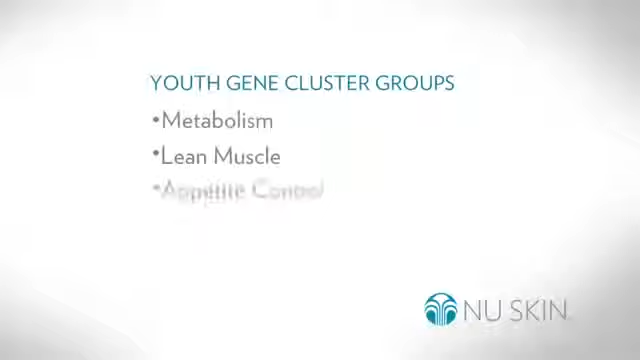 YOUTH GENE CLUSTER GROUPS
•Metabolism
•Lean Muscle
•Appetite Control
NU SKIN